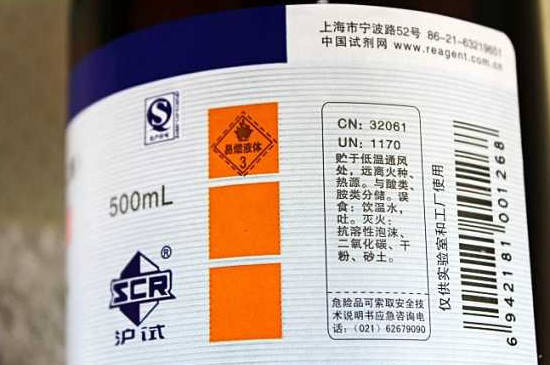 上海市宁波路52号 86-21-63219651
中国试剂网 www.reagent.com.cn
易燃液体
3
500mL
CN: 32061
UN: 1170
贮于低温通风
处，远离火种、
热源。与酸类、
胺类分储。误
食：饮温水，
吐。灭火：
抗溶性泡沫、
二氧化碳、干
粉、砂土。
危险品可索取安全技
术说明书应急咨询电
话:（021）62679090
仅供实验室和工厂使用
6942181001268
SCR®
沪试